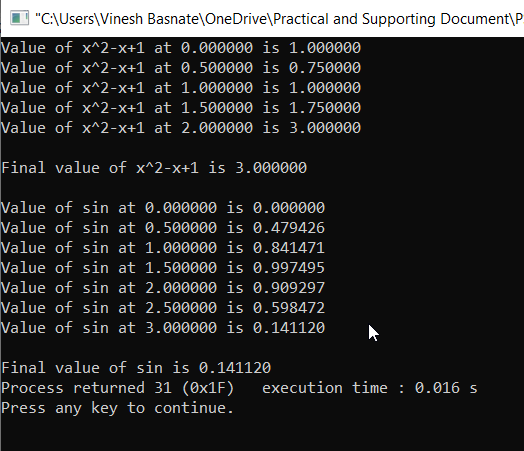 "C:\Users\Vinesh Basnate\OneDrive\Practical and Supporting Document\P
Value of x^2-x+1 at 0.000000 is 1.000000
Value of x^2-x+1 at 0.500000 is 0.750000
Value of x^2-x+1 at 1.000000 is 1.000000
Value of x^2-x+1 at 1.500000 is 1.750000
Value of x^2-x+1 at 2.000000 is 3.000000
Final value of x^2-x+1 is 3.000000
Value of sin at 0.000000 is 0.000000
Value of sin at 0.500000 is 0.479426
Value of sin at 1.000000 is 0.841471
Value of sin at 1.500000 is 0.997495
Value of sin at 2.000000 is 0.909297
Value of sin at 2.500000 is 0.598472
Value of sin at 3.000000 is 0.141120
Final value of sin is 0.141120
Process returned 31 (0x1F)   execution time : 0.016 s
Press any key to continue.